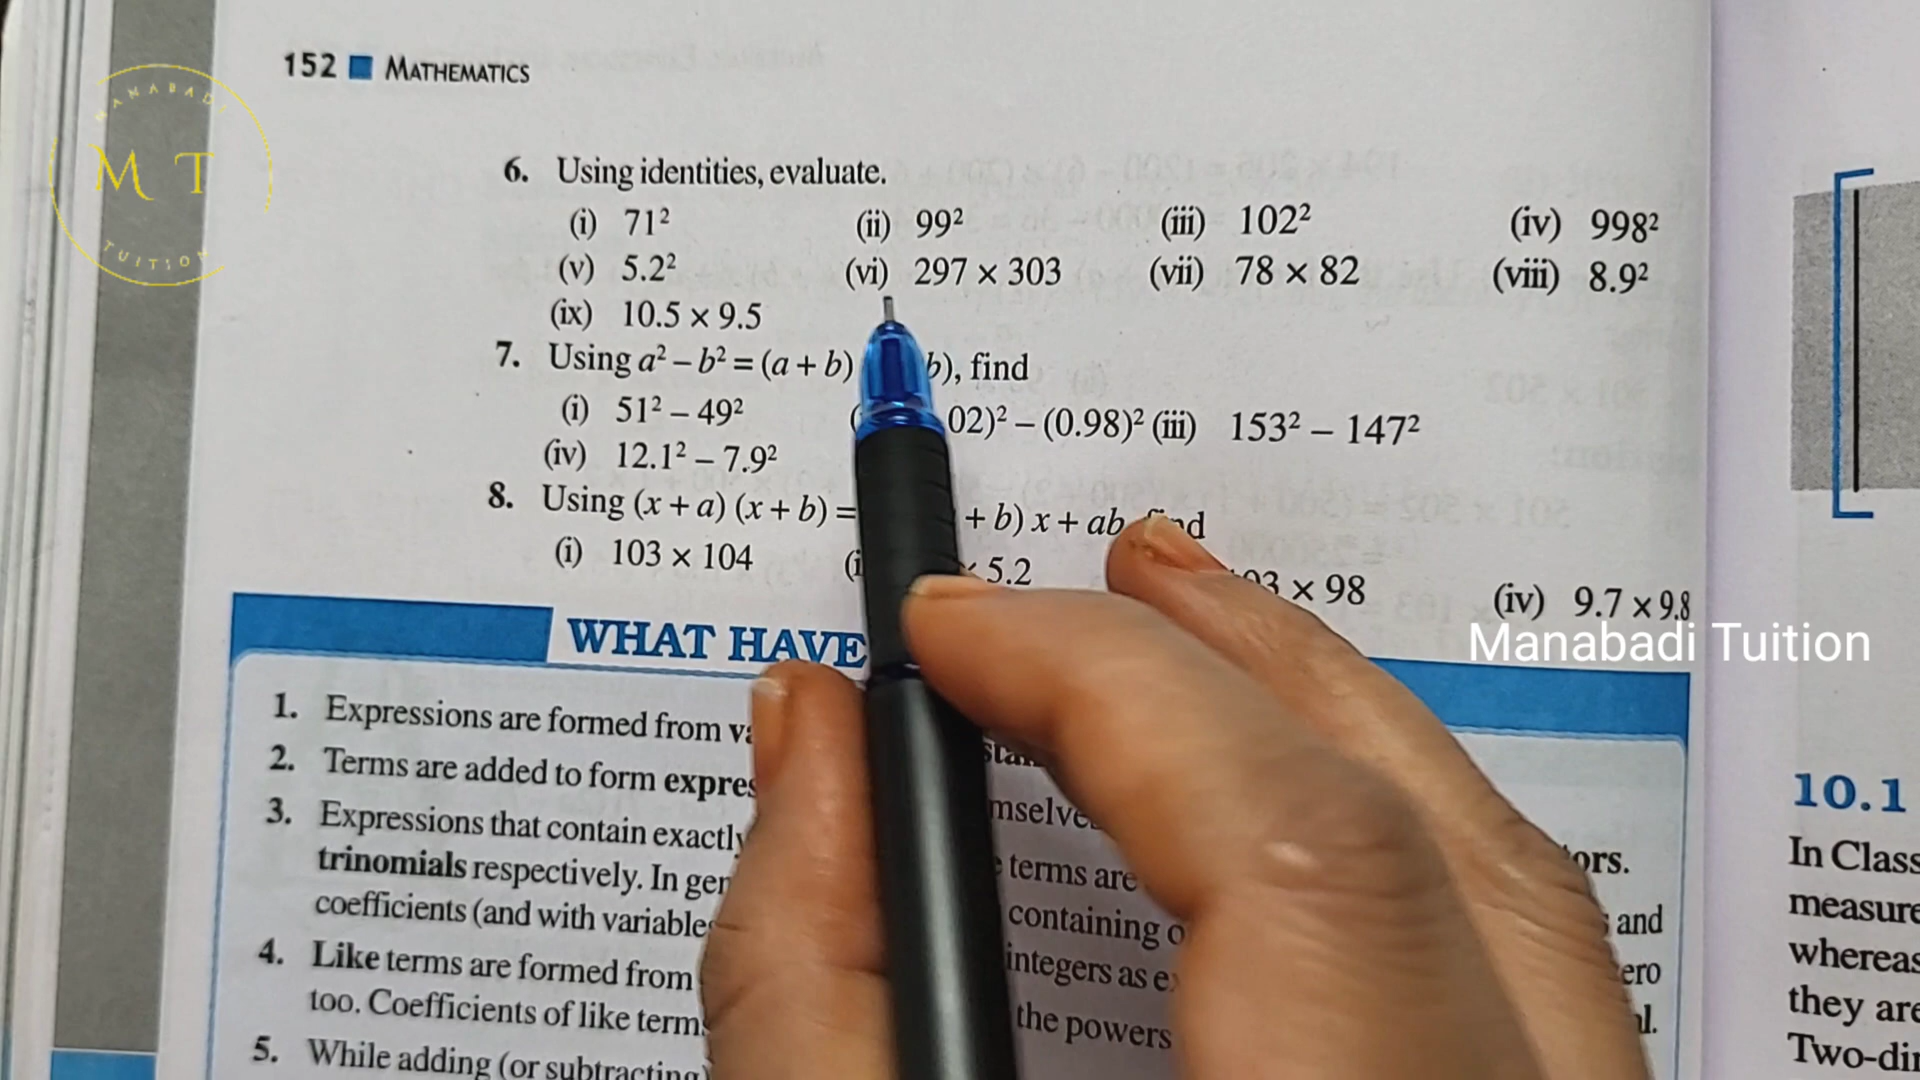 152 ■ MATHEMATICS
MANABADI
M T
TUITION
6. Using identities, evaluate.
(i) 71² (ii) 99² (iii) 102² (iv) 998²
(v) 5.2² (vi) 297 × 303 (vii) 78 × 82 (viii) 8.9²
(ix) 10.5 × 9.5
7. Using a² – b² = (a + b) b), find
(i) 51² – 49² ( 02)² – (0.98)² (iii) 153² – 147²
(iv) 12.1² – 7.9²
8. Using (x + a) (x + b) = + b) x + ab,
(i) 103 × 104 (i × 5.2 03 × 98 (iv) 9.7 × 9.8
Manabadi Tuition
WHAT HAVE
1. Expressions are formed from
2. Terms are added to form
3. Expressions that contain exactly
trinomials respectively. In terms are ors.
coefficients (and with containing and
4. Like terms are formed from integers as
too. Coefficients of like the powers
5. While adding (or subtracting)
10.1
In Class
measure
whereas
they are